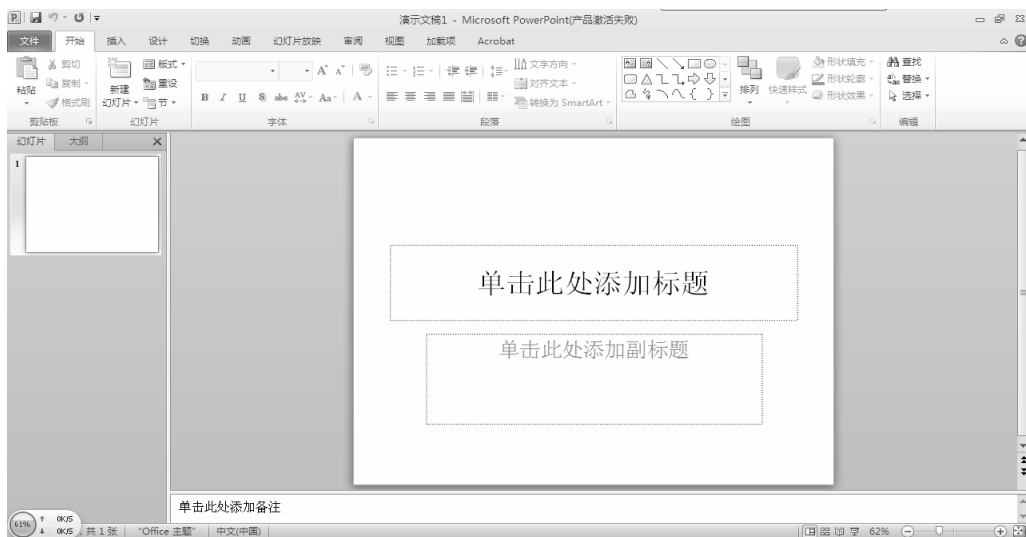 演示文稿1 - Microsoft PowerPoint(产品激活失败)
文件 开始 插入 设计 切换 动画 幻灯片放映 审阅 视图 加载项 Acrobat
粘贴 剪切 复制 格式刷
新建 幻灯片 版式 重设 节
B I U S abc AV Aa A
文字方向 对齐文本 转换为 SmartArt
排列 快速样式 形状填充 形状轮廓 形状效果
查找 替换 选择
剪贴板 幻灯片 字体 段落 绘图 编辑
幻灯片 大纲
1
单击此处添加标题
单击此处添加副标题
单击此处添加备注
61% 0K/S
0K/S 共 1 张 "Office 主题" 中文(中国) 62%